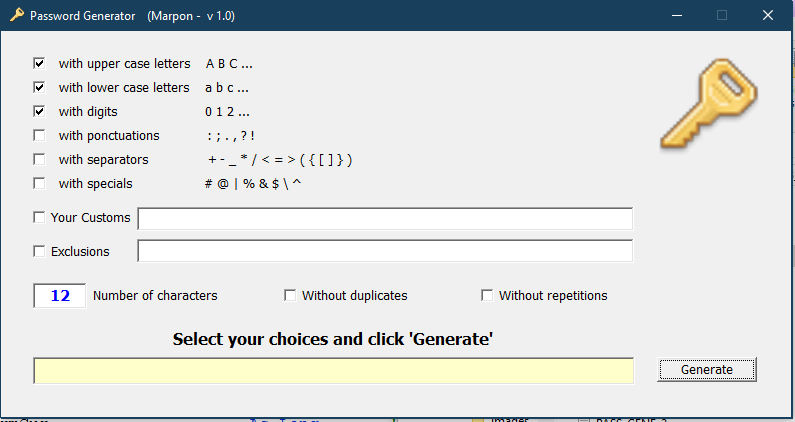 Password Generator (Marpon - v 1.0)
with upper case letters A B C ...
with lower case letters a b c ...
with digits 0 1 2 ...
with ponctuations : ; . , ? !
with separators + - _ * / < = > ( { [ ] } )
with specials # @ | % & $ \ ^
Your Customs
Exclusions
12 Number of characters Without duplicates Without repetitions
Select your choices and click 'Generate'
Generate